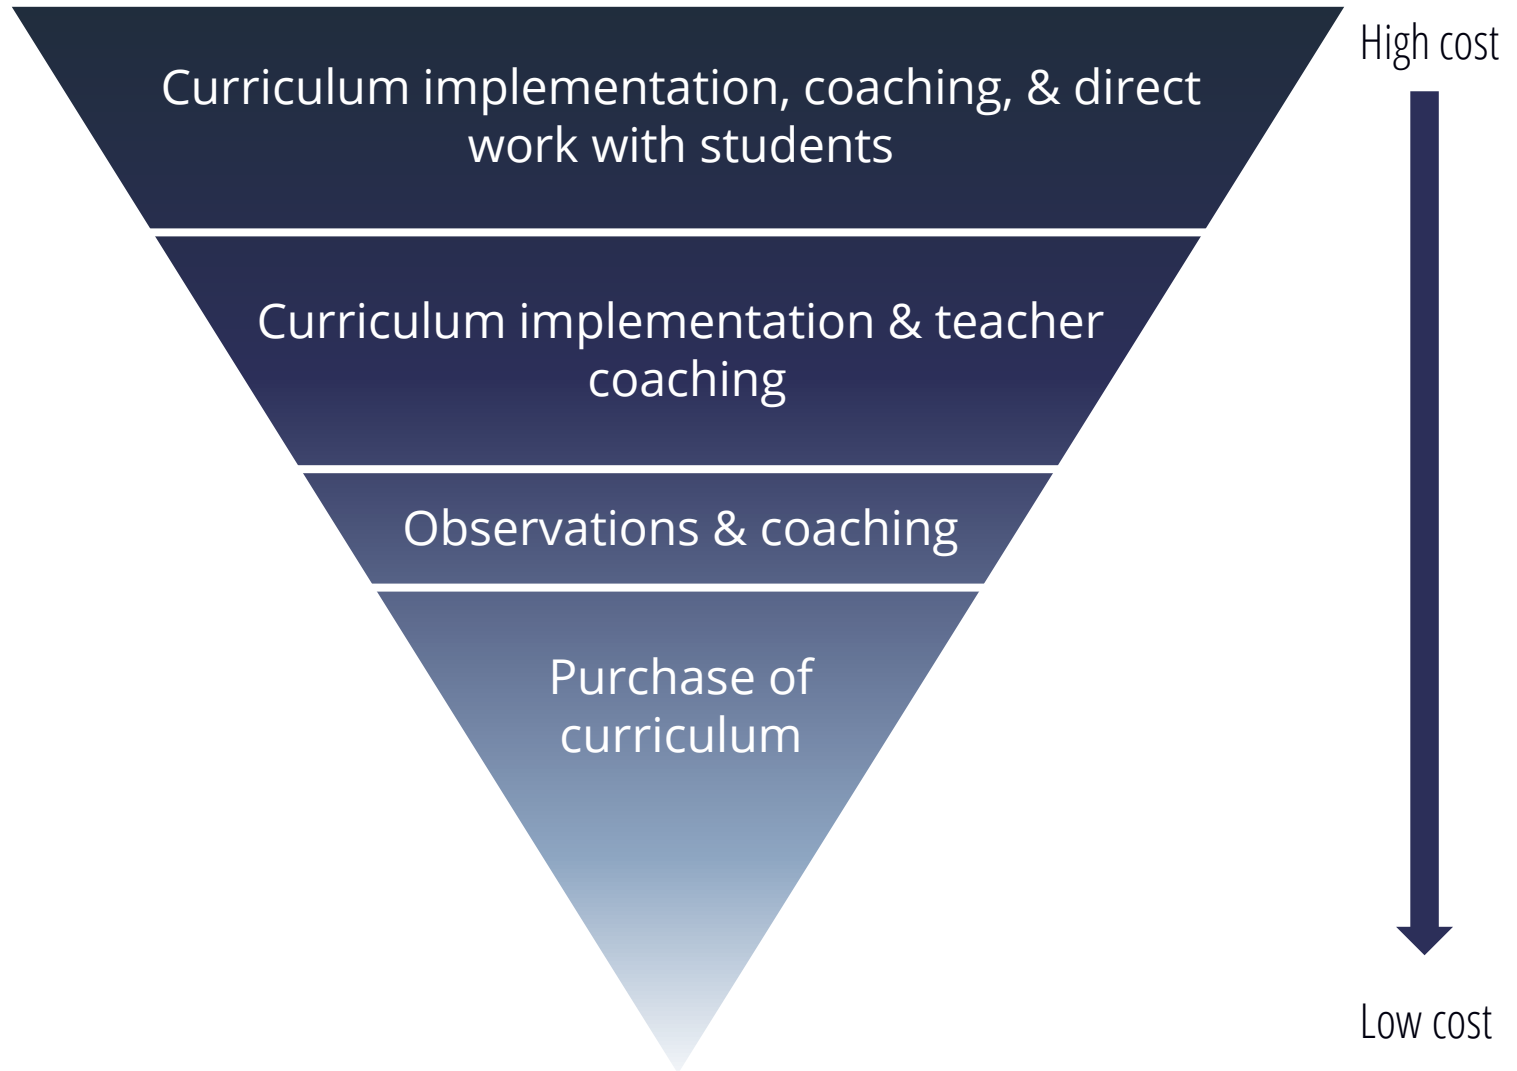 High cost
Curriculum implementation, coaching, & direct
work with students
Curriculum implementation & teacher
coaching
Observations & coaching
Purchase of
curriculum
Low cost